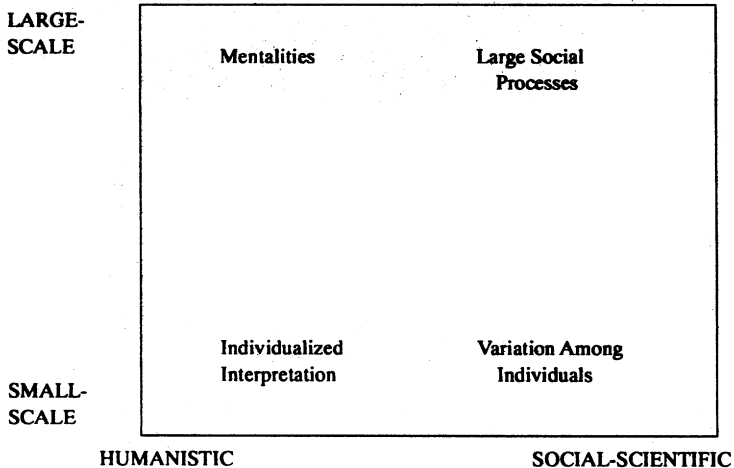 LARGE-
SCALE
Mentalities
Large Social
Processes
Individualized
Interpretation
Variation Among
Individuals
SMALL-
SCALE
HUMANISTIC
SOCIAL-SCIENTIFIC